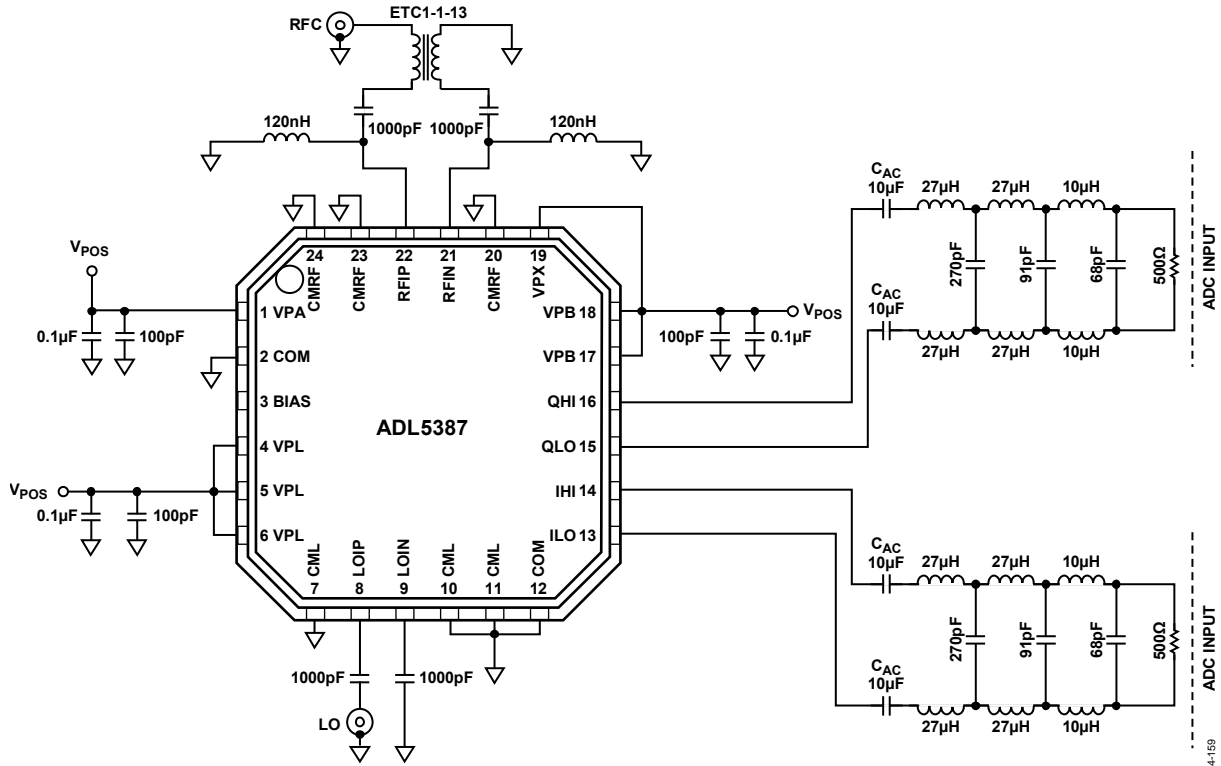 RFC
ETC1-1-13
120nH
1000pF
1000pF
120nH
24
23
22
21
20
19
CMRF
CMRF
RFIP
RFIN
CMRF
VPX
VPOS
0.1µF
100pF
1 VPA
2 COM
3 BIAS
4 VPL
5 VPL
6 VPL
VPOS
0.1µF
100pF
ADL5387
VPB 18
VPB 17
QHI 16
QLO 15
IHI 14
ILO 13
100pF
0.1µF
VPOS
CML
LOIP
LOIN
CML
CML
COM
7
8
9
10
11
12
1000pF
1000pF
LO
CAC
10µF
27µH
27µH
10µH
270pF
91pF
68pF
500Ω
CAC
10µF
27µH
27µH
10µH
ADC INPUT
CAC
10µF
27µH
27µH
10µH
270pF
91pF
68pF
500Ω
CAC
10µF
27µH
27µH
10µH
ADC INPUT
4-159